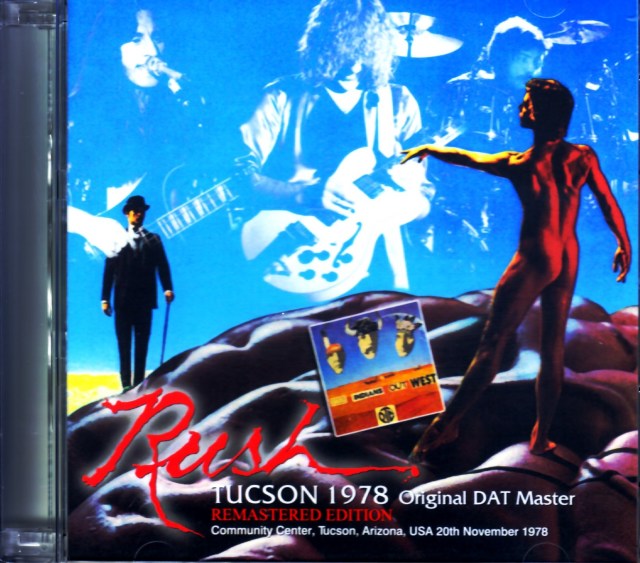 INDIANS OUT WEST
Rush
TUCSON 1978 Original DAT Master
REMASTERED EDITION
Community Center, Tucson, Arizona, USA 20th November 1978